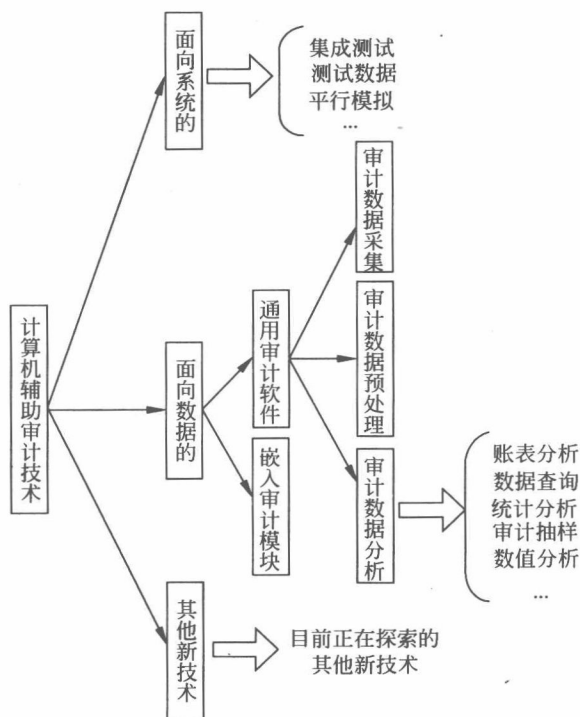 计算机辅助审计技术
面向系统的
集成测试
测试数据
平行模拟
...
面向数据的
通用审计软件
审计数据采集
审计数据预处理
审计数据分析
账表分析
数据查询
统计分析
审计抽样
数值分析
...
嵌入审计模块
其他新技术
目前正在探索的
其他新技术